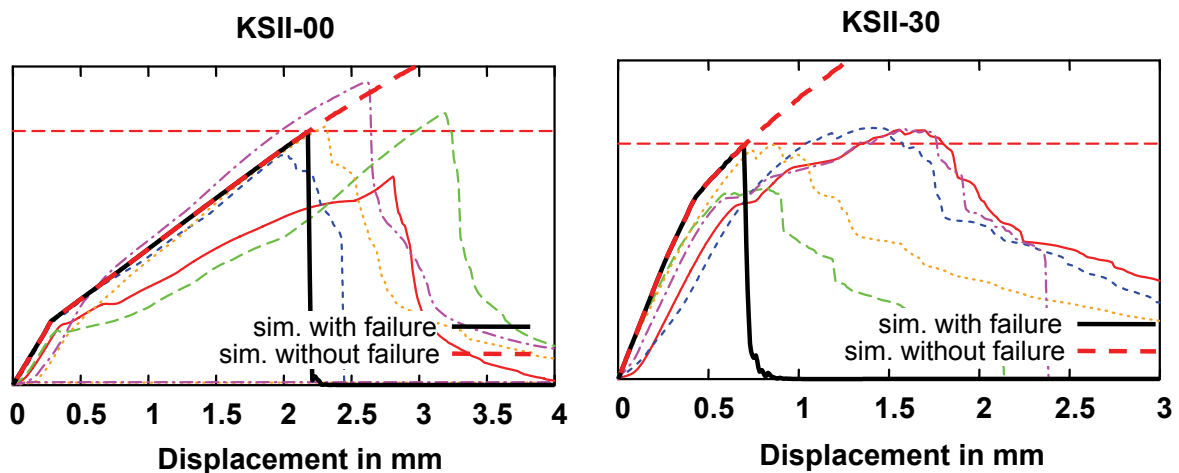 KSII-00
sim. with failure
sim. without failure
0 0.5 1 1.5 2 2.5 3 3.5 4
Displacement in mm
KSII-30
sim. with failure
sim. without failure
0 0.5 1 1.5 2 2.5 3
Displacement in mm